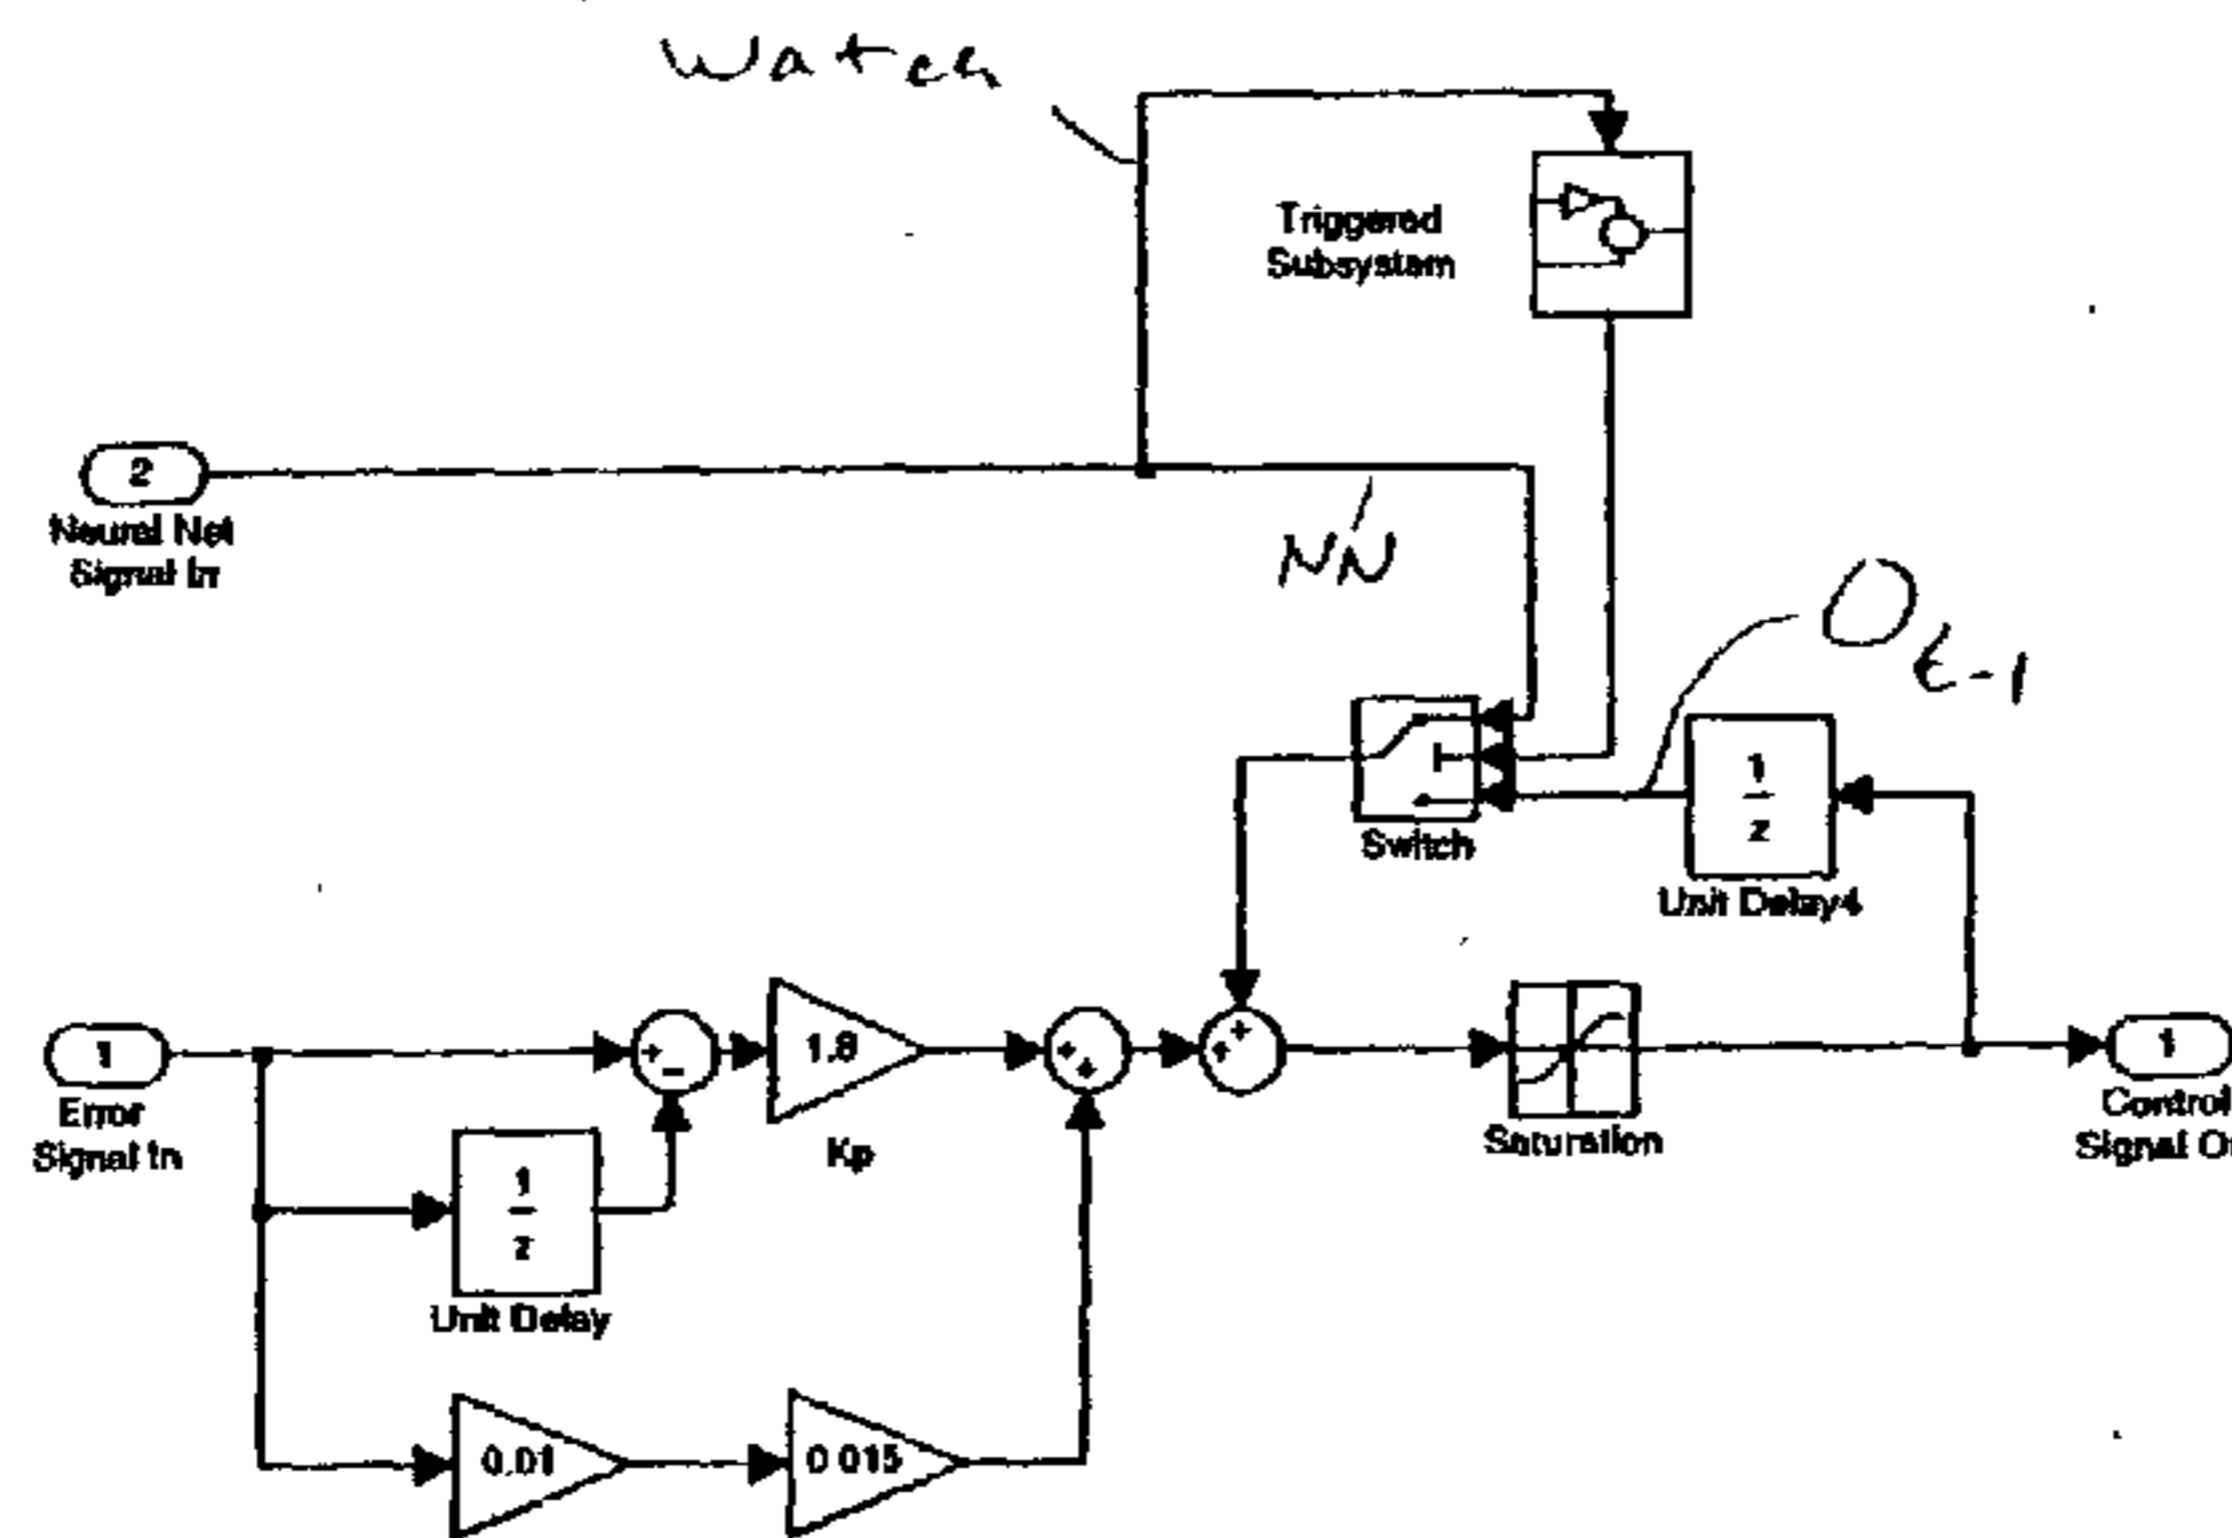 Watch
Triggered
Subsystem
2
Neural Net
Signal In
NN
O t-1
1
z
Switch
Unit Delay4
1
Error
Signal In
+
-
1.8
Kp
+
+
+
+
Saturation
1
Control
Signal O
1
z
Unit Delay
0.01
0.015